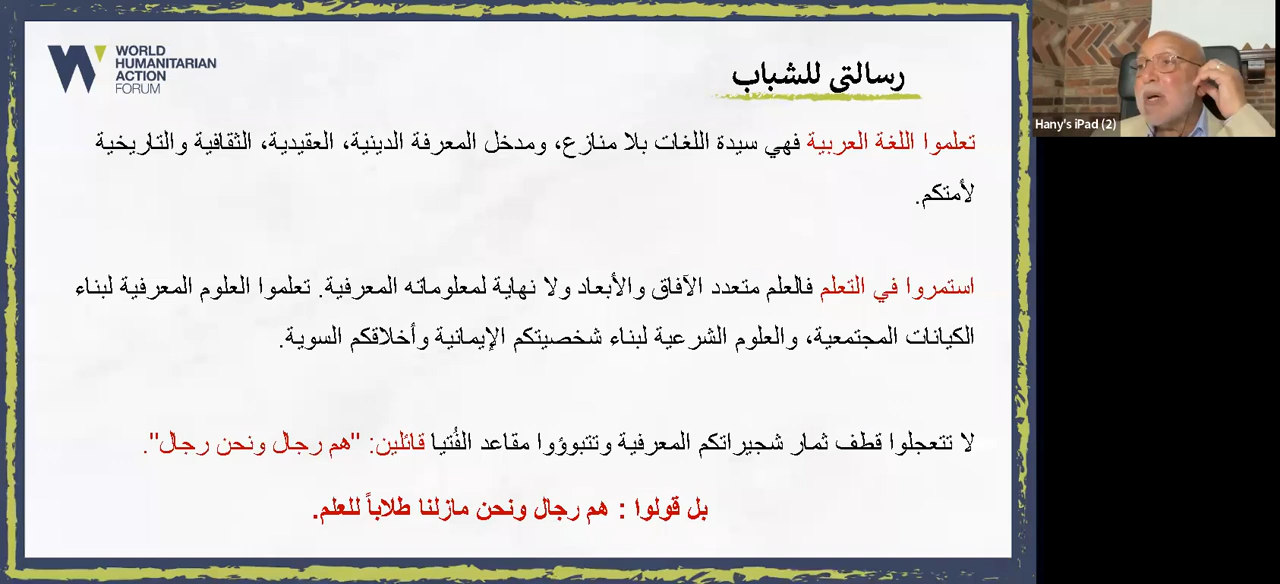 WORLD
HUMANITARIAN
ACTION
FORUM
رسالتي للشباب
تعلموا اللغة العربية فهي سيدة اللغات بلا منازع، ومدخل المعرفة الدينية، العقيدية، الثقافية والتاريخية
لأمتكم.
استمروا في التعلم فالعلم متعدد الآفاق والأبعاد ولا نهاية لمعلوماته المعرفية. تعلموا العلوم المعرفية لبناء
الكيانات المجتمعية، والعلوم الشرعية لبناء شخصيتكم الإيمانية وأخلاقكم السوية.
لا تتعجلوا قطف ثمار شجيراتكم المعرفية وتتبوؤوا مقاعد الفُتيا قائلين: "هم رجال ونحن رجال".
بل قولوا : هم رجال ونحن مازلنا طلاباً للعلم.
Hany's iPad (2)